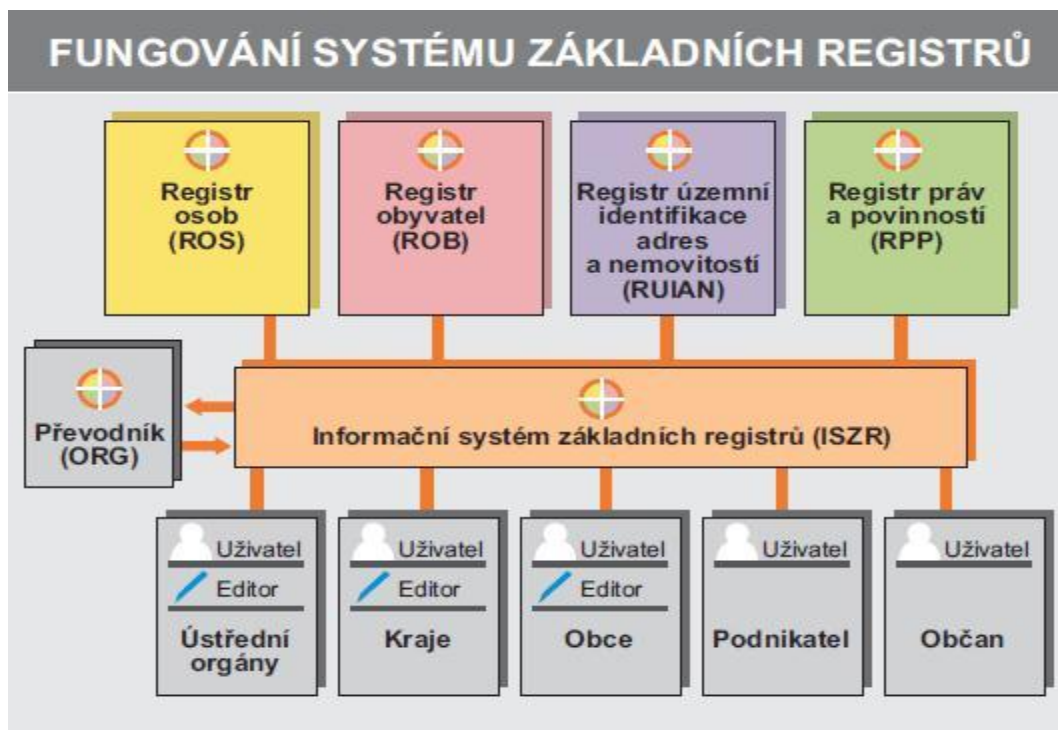 FUNGOVÁNÍ SYSTÉMU ZÁKLADNÍCH REGISTRŮ
Registr
osob
(ROS)
Registr
obyvatel
(ROB)
Registr územní
identifikace
adres
a nemovitostí
(RUIAN)
Registr práv
a povinností
(RPP)
Převodník
(ORG)
Informační systém základních registrů (ISZR)
Uživatel
Editor
Ústřední
orgány
Uživatel
Editor
Kraje
Uživatel
Editor
Obce
Uživatel
Podnikatel
Uživatel
Občan